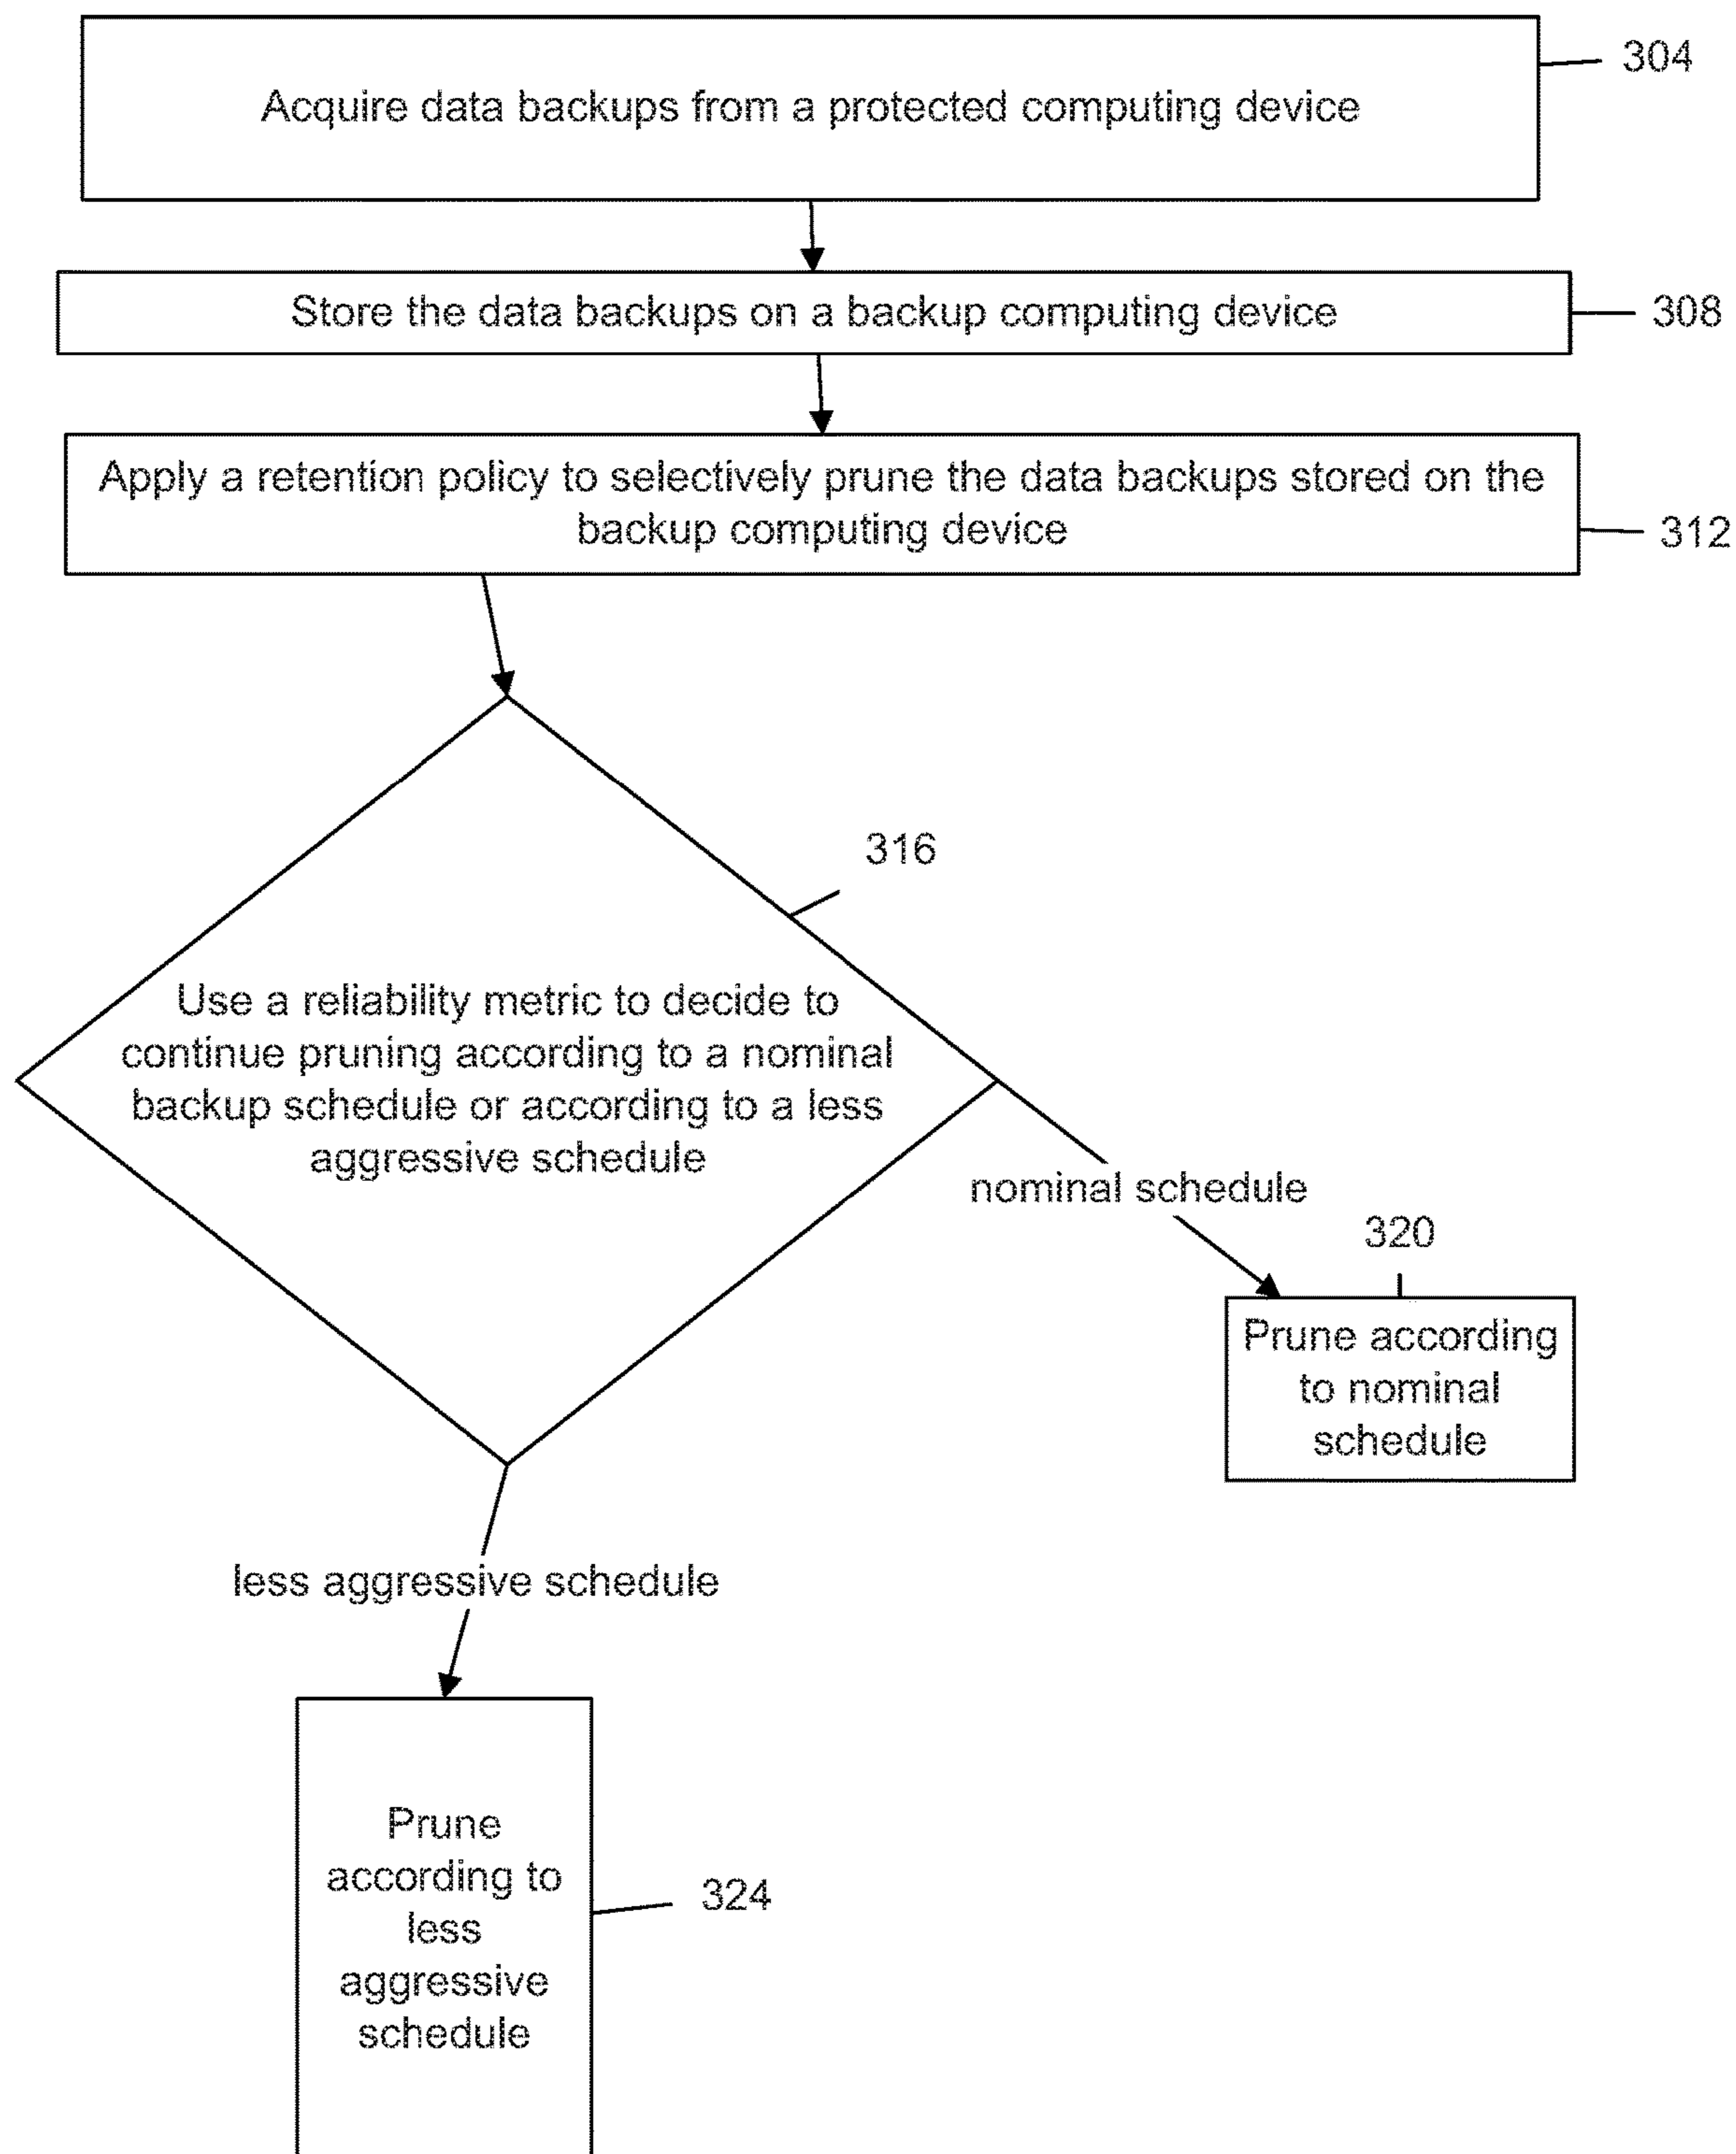 304
Acquire data backups from a protected computing device
Store the data backups on a backup computing device
308
Apply a retention policy to selectively prune the data backups stored on the
backup computing device
312
316
Use a reliability metric to decide to
continue pruning according to a nominal
backup schedule or according to a less
aggressive schedule
nominal schedule
320
Prune according
to nominal
schedule
less aggressive schedule
Prune
according to
less
aggressive
schedule
324